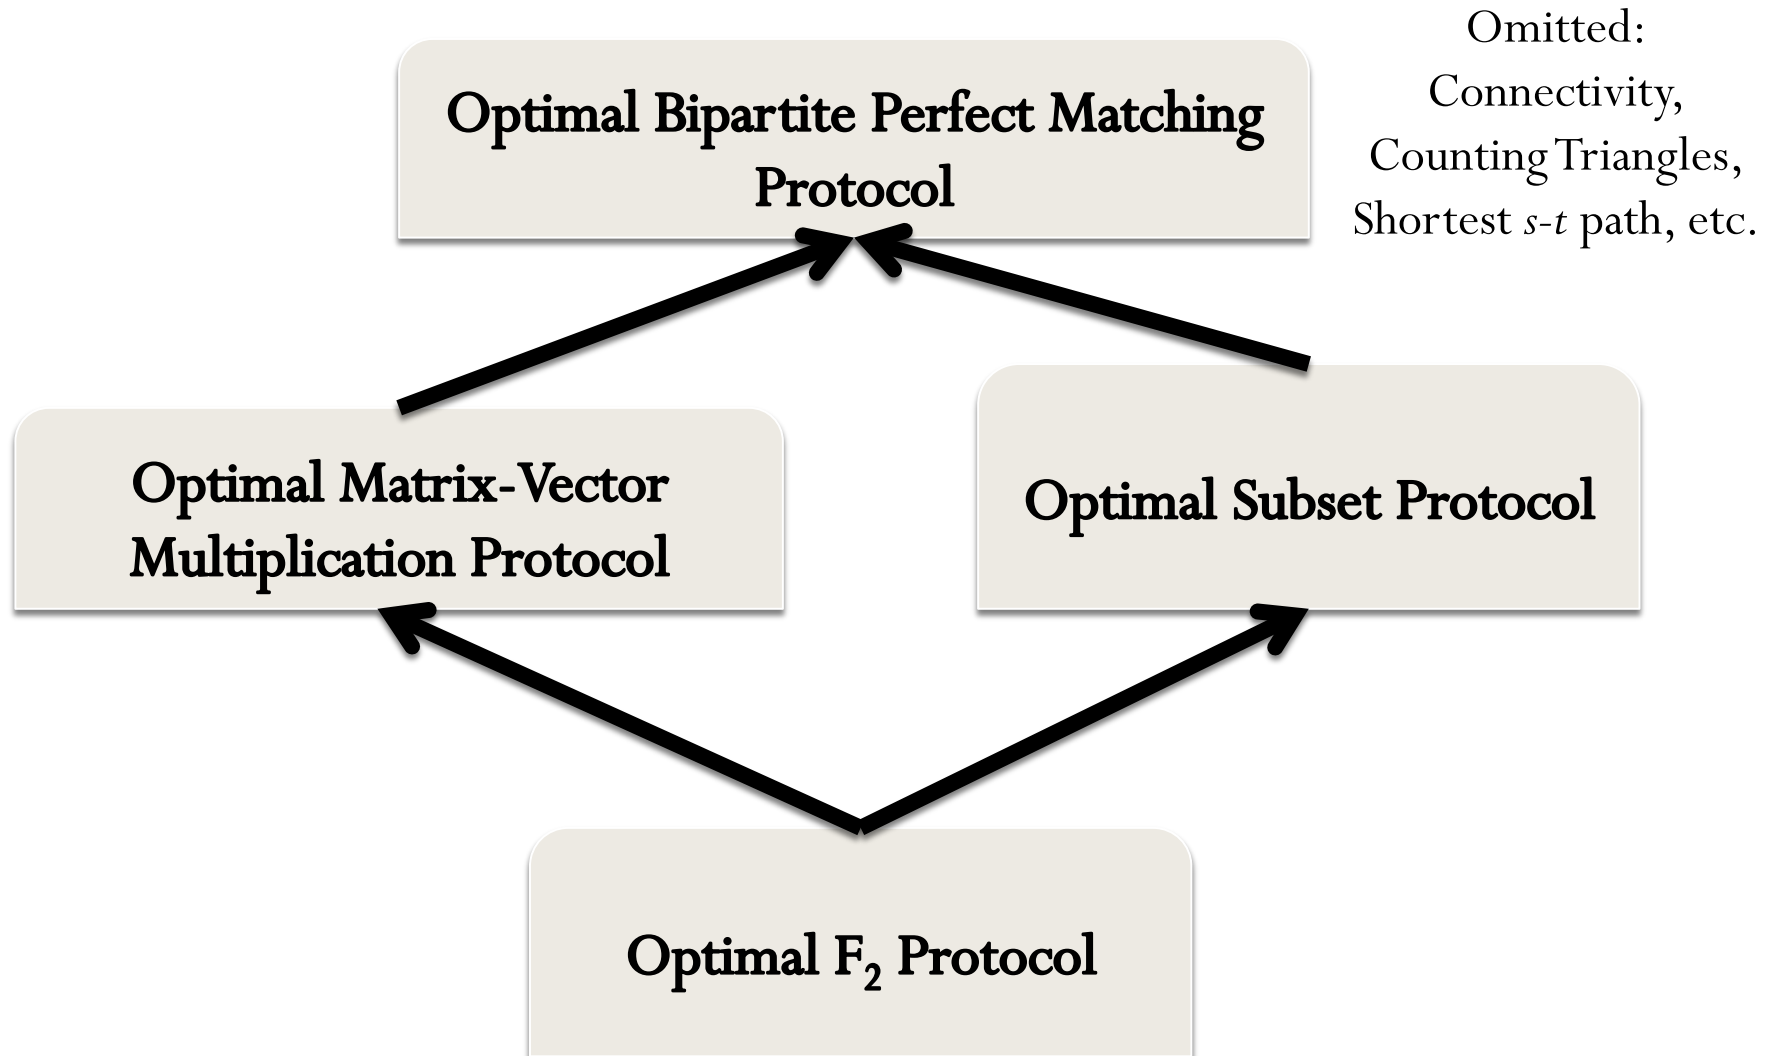 Omitted:
Connectivity,
Counting Triangles,
Shortest s-t path, etc.
Optimal Bipartite Perfect Matching
Protocol
Optimal Matrix-Vector
Multiplication Protocol
Optimal Subset Protocol
Optimal F₂ Protocol